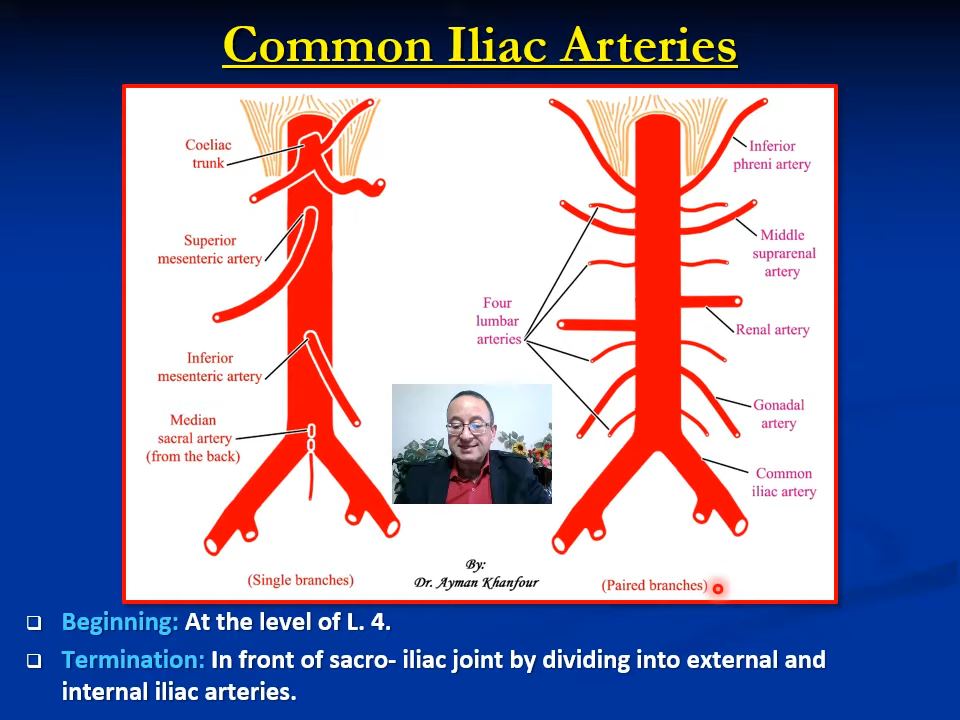 Common Iliac Arteries
Coeliac
trunk
Superior
mesenteric artery
Inferior
mesenteric artery
Median
sacral artery
(from the back)
(Single branches)
By:
Dr. Ayman Khanfour
Inferior
phreni artery
Middle
suprarenal
artery
Four
lumbar
arteries
Renal artery
Gonadal
artery
Common
iliac artery
(Paired branches)
Beginning: At the level of L. 4.
Termination: In front of sacro- iliac joint by dividing into external and
internal iliac arteries.